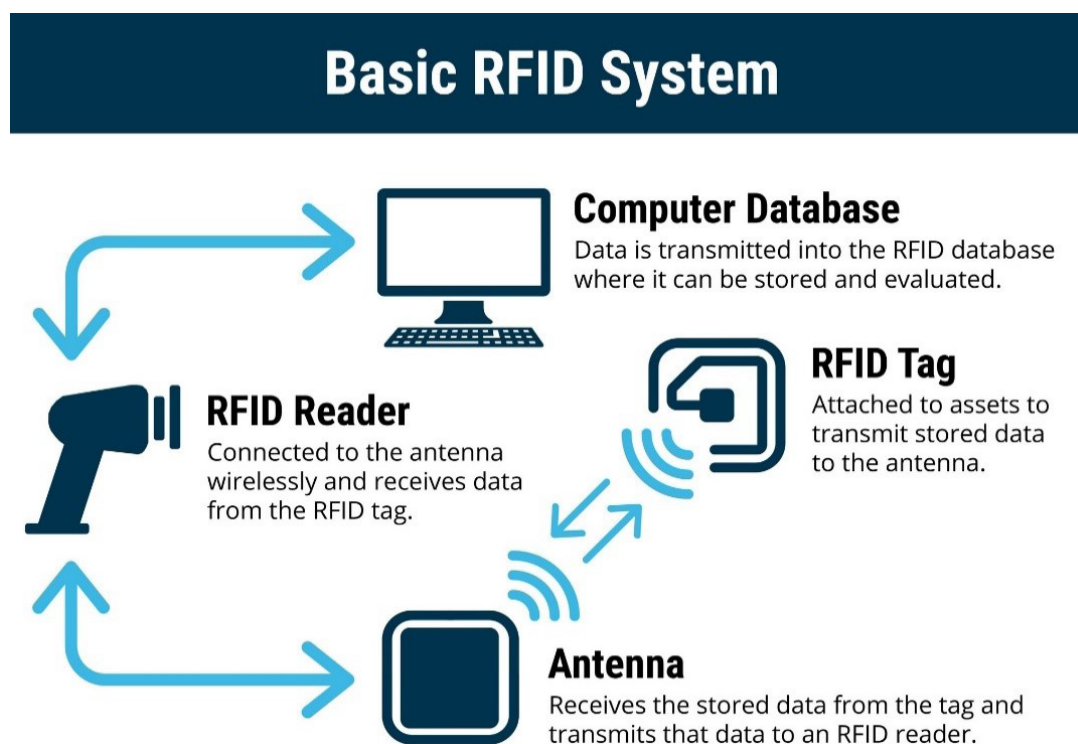 Basic RFID System
Computer Database
Data is transmitted into the RFID database
where it can be stored and evaluated.
RFID Tag
Attached to assets to
transmit stored data
to the antenna.
RFID Reader
Connected to the antenna
wirelessly and receives data
from the RFID tag.
Antenna
Receives the stored data from the tag and
transmits that data to an RFID reader.